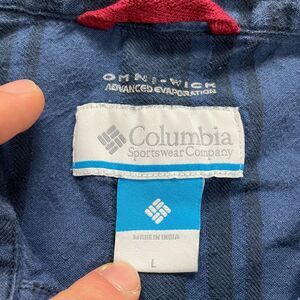 OMNI-WICK
ADVANCED EVAPORATION
Columbia
Sportswear Company
MADE IN INDIA
L